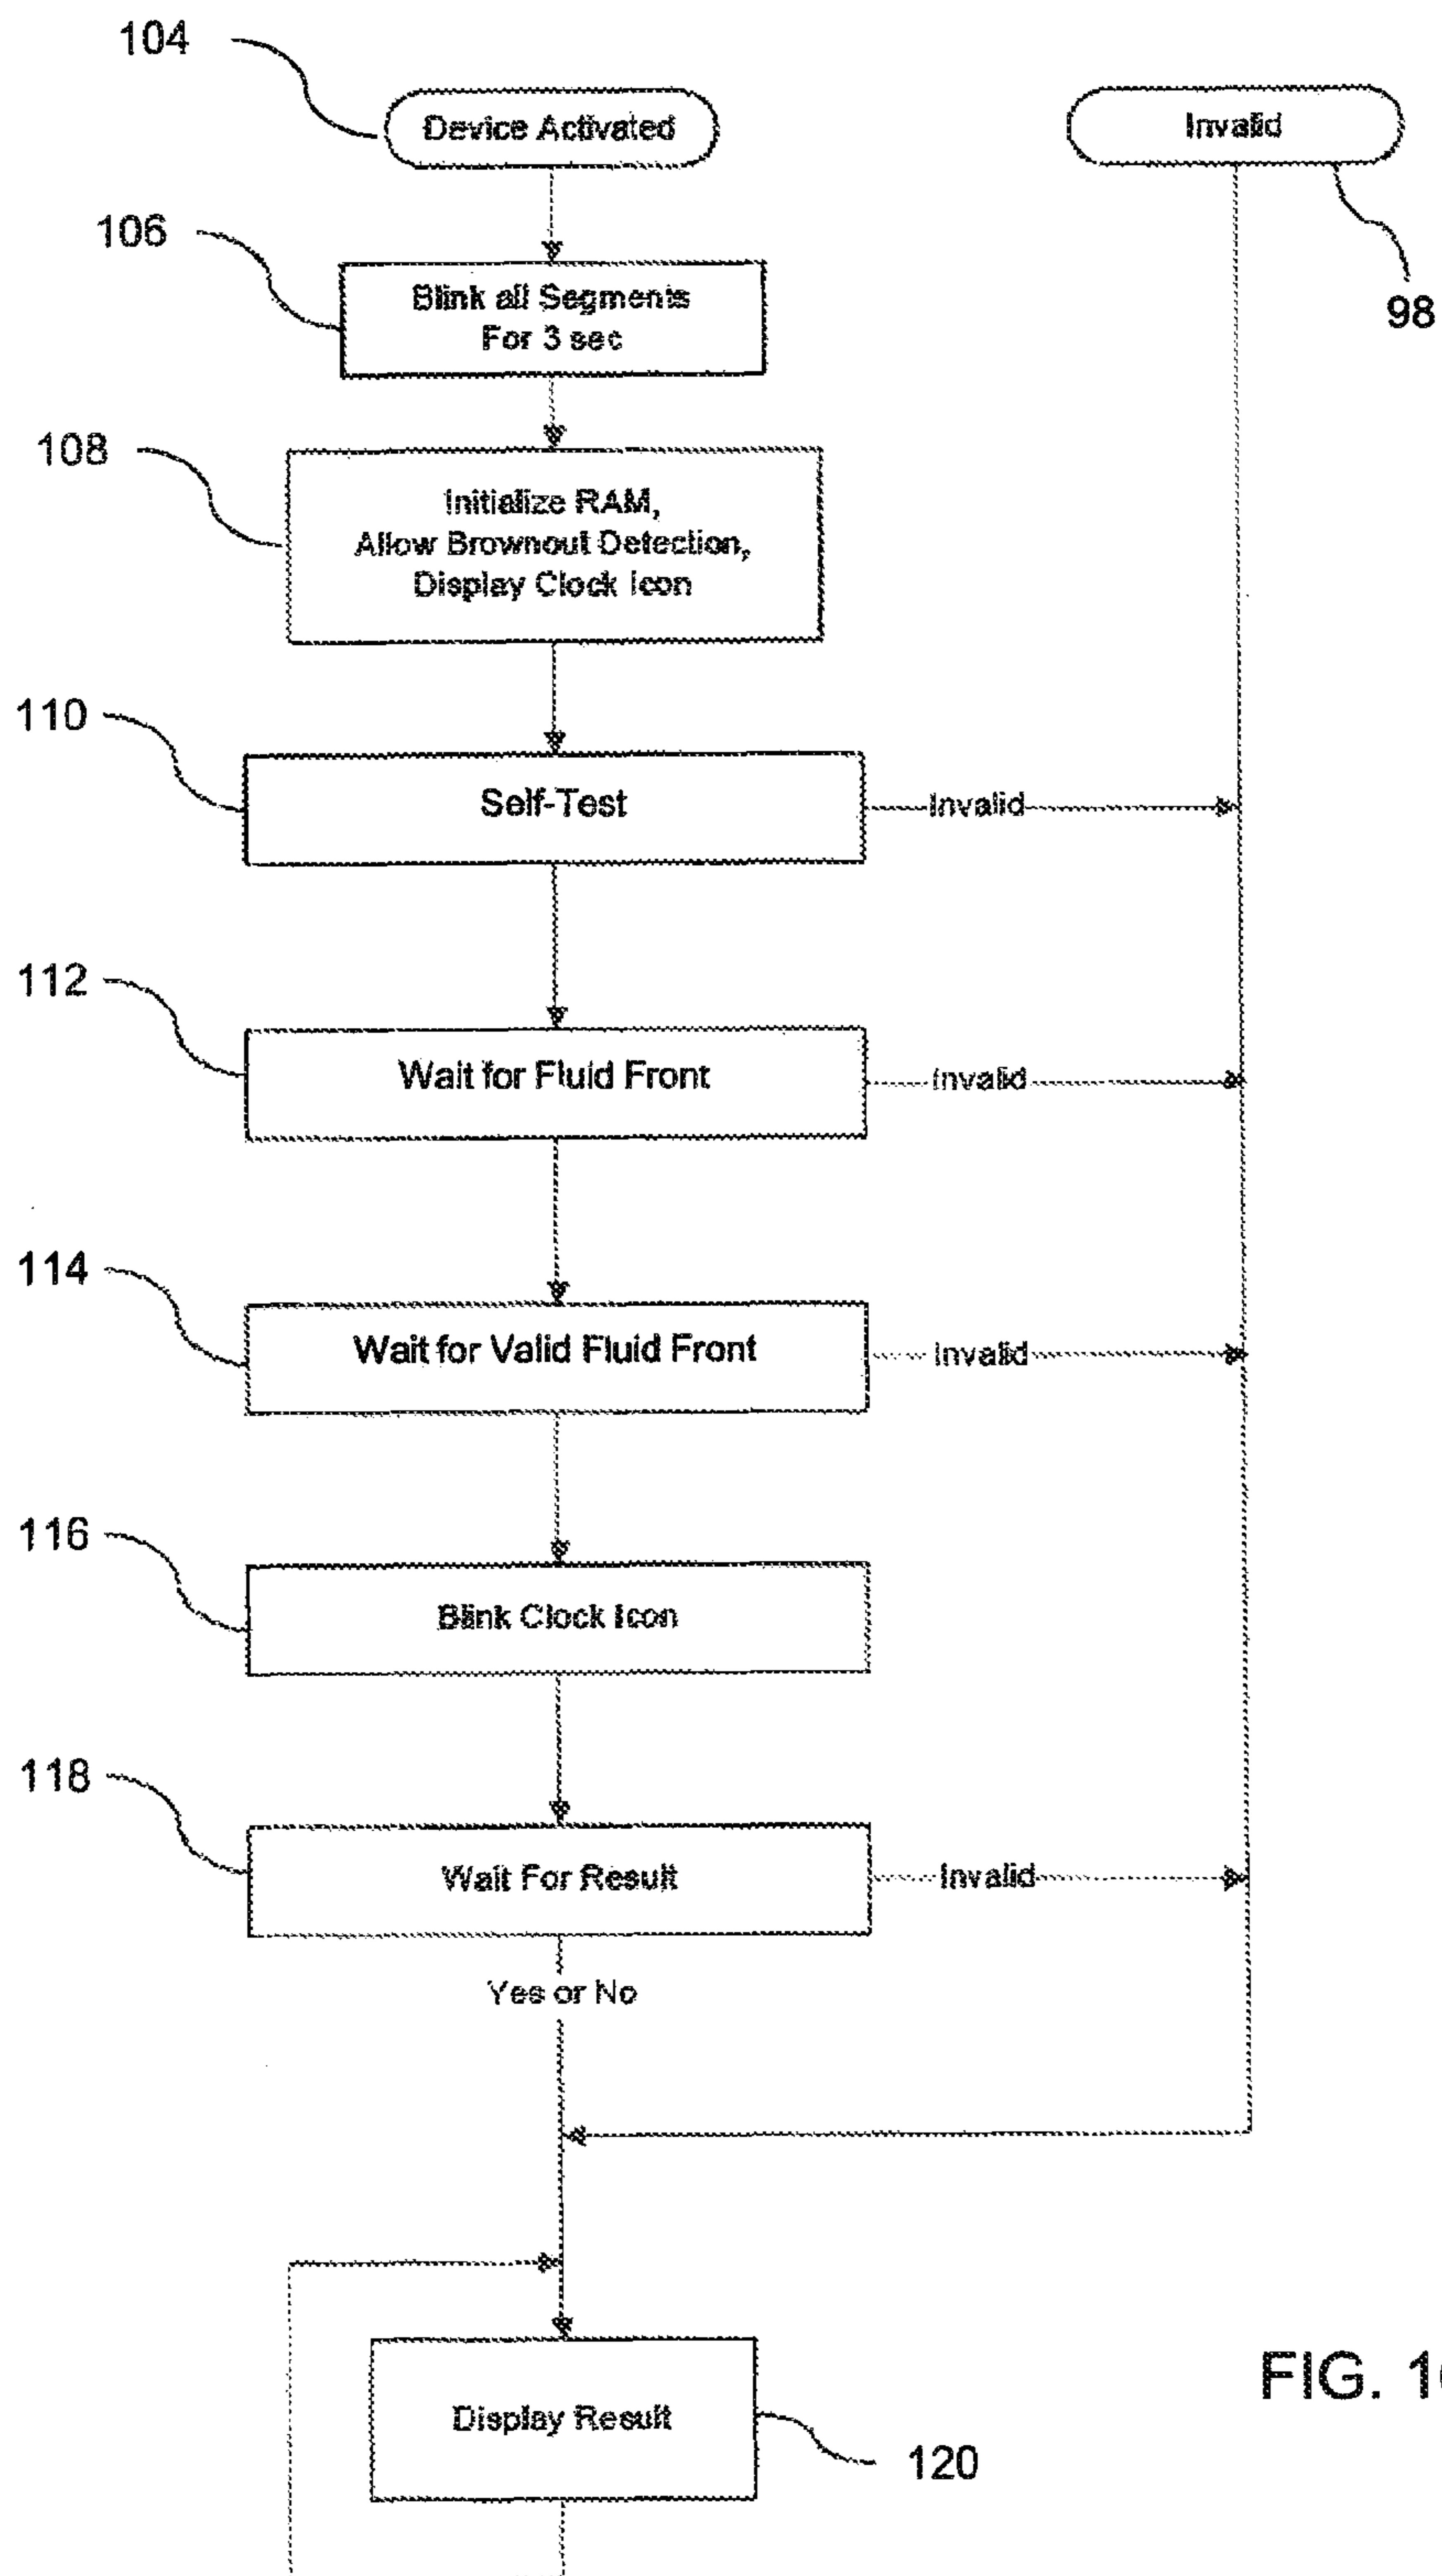 104
Device Activated
Invalid
106
Blink all Segments
For 3 sec
98
108
Initialize RAM,
Allow Brownout Detection,
Display Clock Icon
110
Self-Test
Invalid
112
Wait for Fluid Front
Invalid
114
Wait for Valid Fluid Front
Invalid
116
Blink Clock Icon
118
Wait For Result
Invalid
Yes or No
FIG. 10
Display Result
120